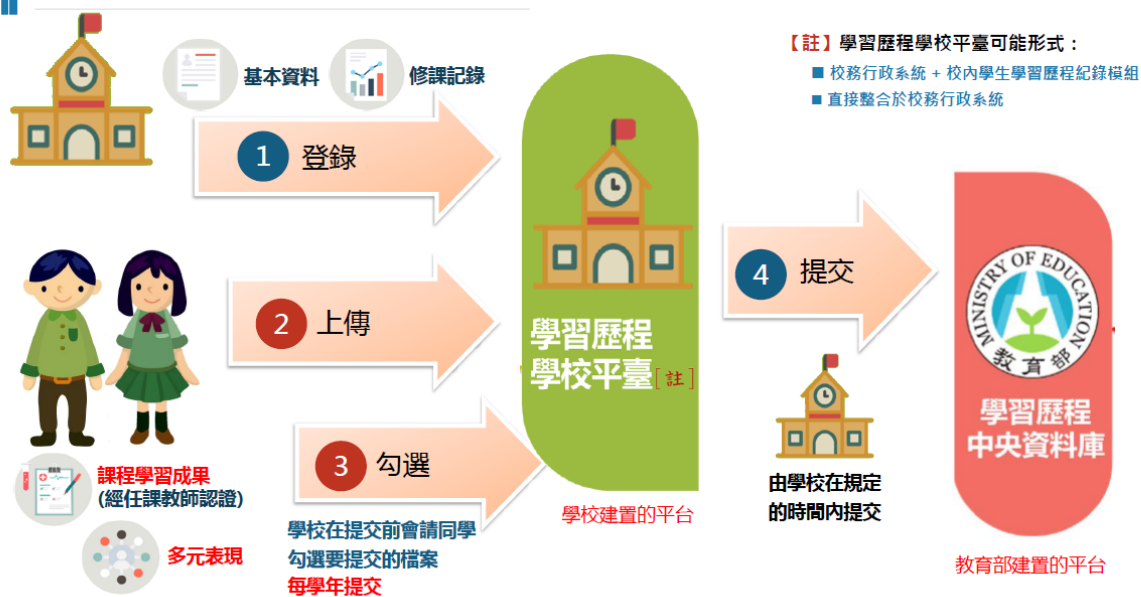 【註】學習歷程學校平臺可能形式：
■ 校務行政系統 + 校內學生學習歷程紀錄模組
■ 直接整合於校務行政系統
基本資料
修課記錄
1 登錄
2 上傳
3 勾選
4 提交
學習歷程
學校平臺[註]
學校建置的平台
MINISTRY OF EDUCATION
教育部
學習歷程
中央資料庫
教育部建置的平台
由學校在規定
的時間內提交
課程學習成果
(經任課教師認證)
多元表現
學校在提交前會請同學
勾選要提交的檔案
每學年提交